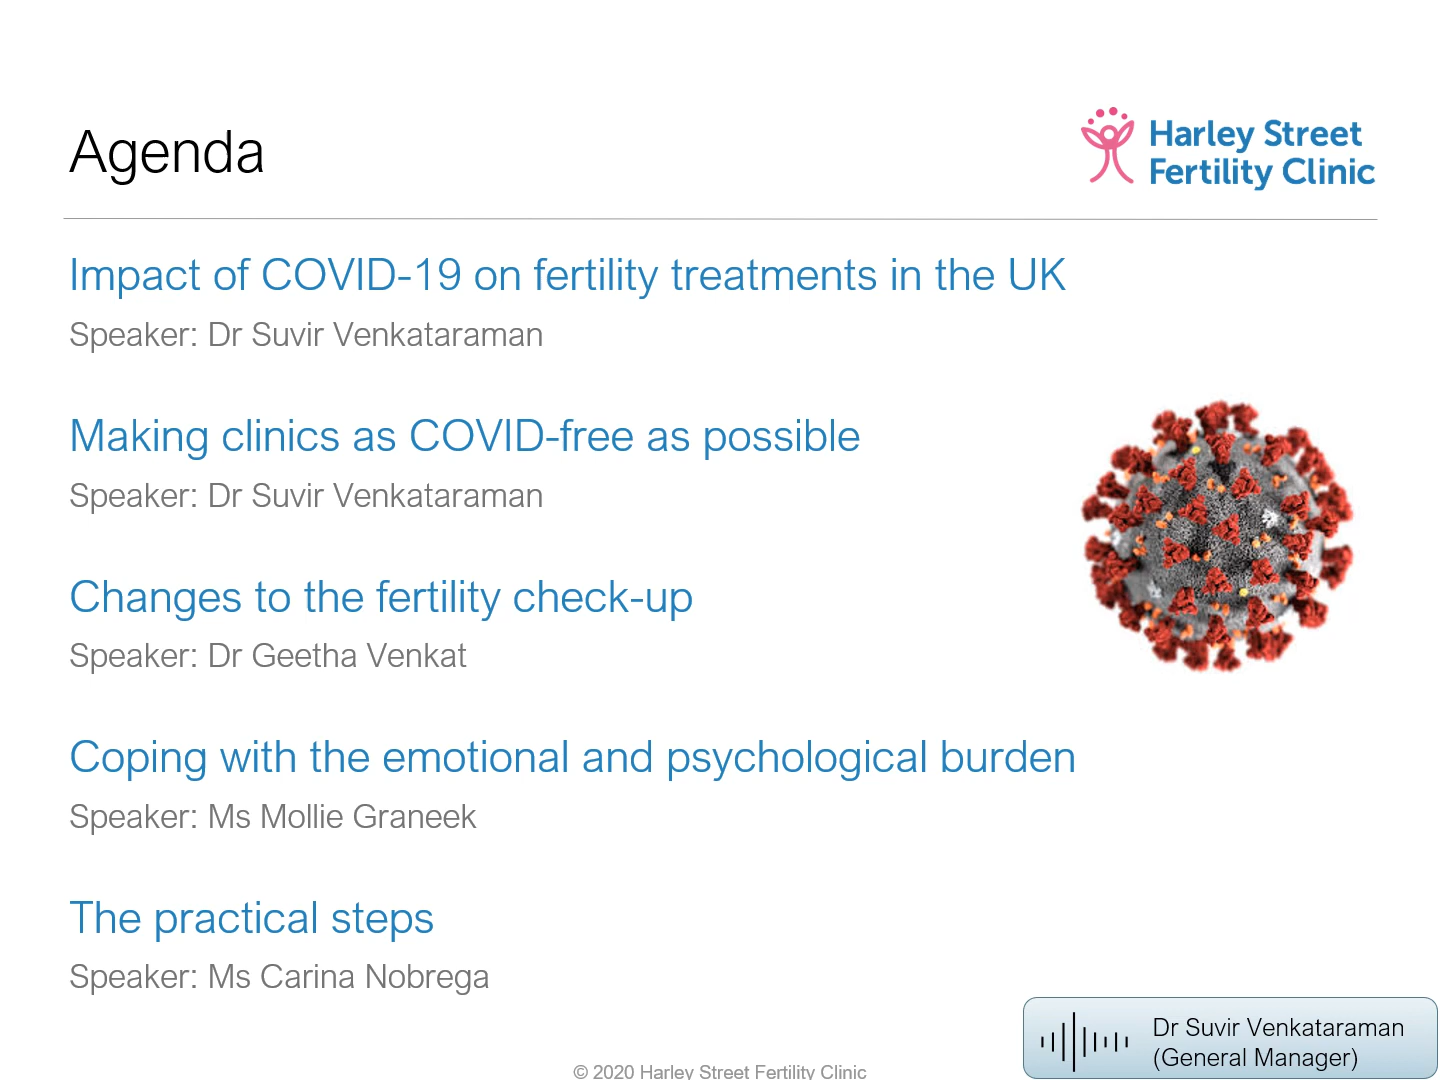 Agenda
Harley Street
Fertility Clinic
Impact of COVID-19 on fertility treatments in the UK
Speaker: Dr Suvir Venkataraman
Making clinics as COVID-free as possible
Speaker: Dr Suvir Venkataraman
Changes to the fertility check-up
Speaker: Dr Geetha Venkat
Coping with the emotional and psychological burden
Speaker: Ms Mollie Graneek
The practical steps
Speaker: Ms Carina Nobrega
Dr Suvir Venkataraman
(General Manager)
© 2020 Harley Street Fertility Clinic